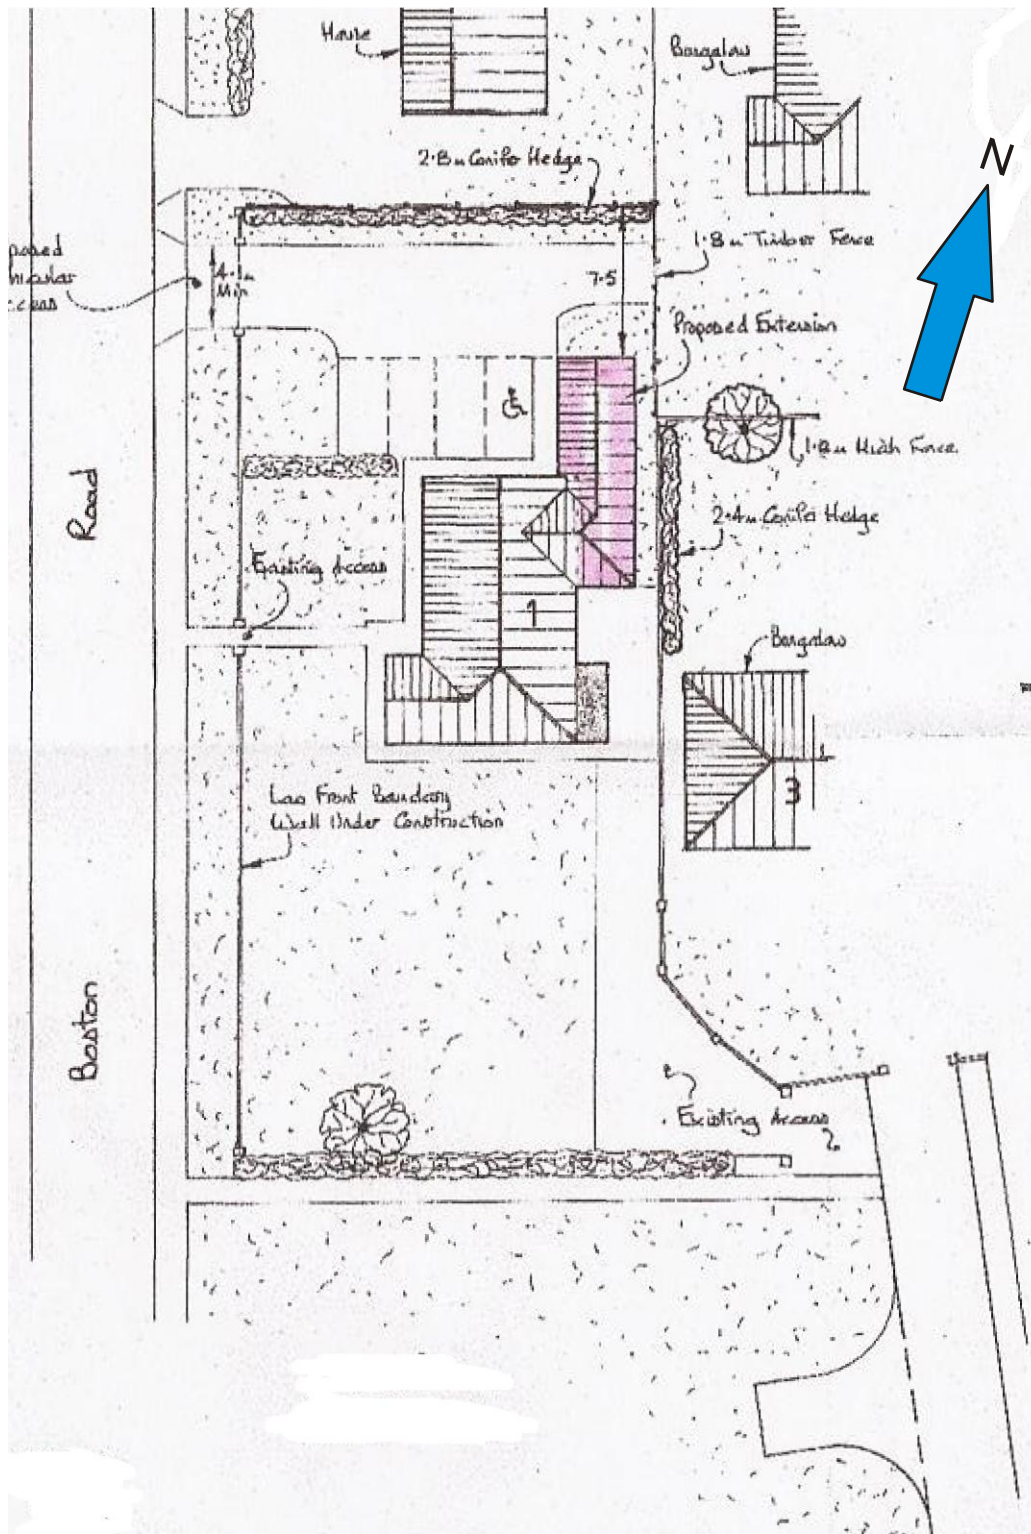 House
Bungalow
N
2·8m Conifer Hedge
1·8m Timber Fence
4·1m
Min
7·5
Proposed Extension
1·8m High Fence
2·4m Conifer Hedge
Road
Existing Access
1
Bungalow
3
Low Front Boundary
Wall Under Construction
Boston
Existing Access